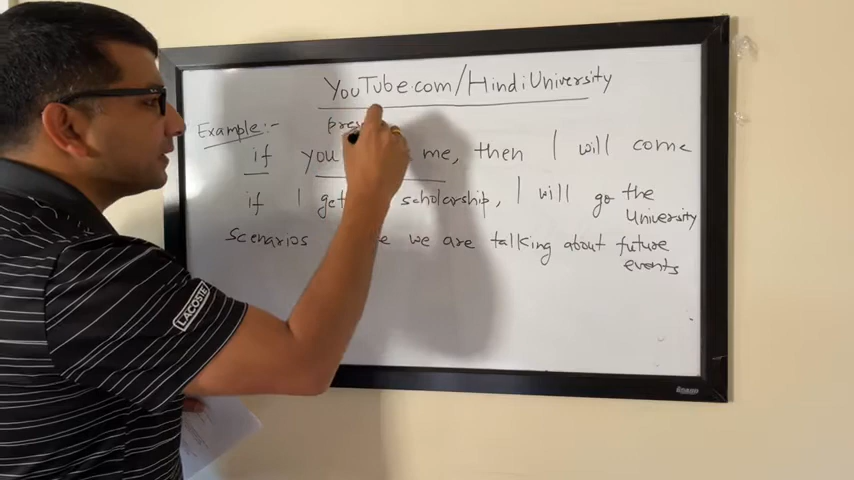 YouTube.com/HindiUniversity
Example:-
if you me, then I will come
if I get scholarship, I will go the University
Scenarios we are talking about future events
LACOSTE